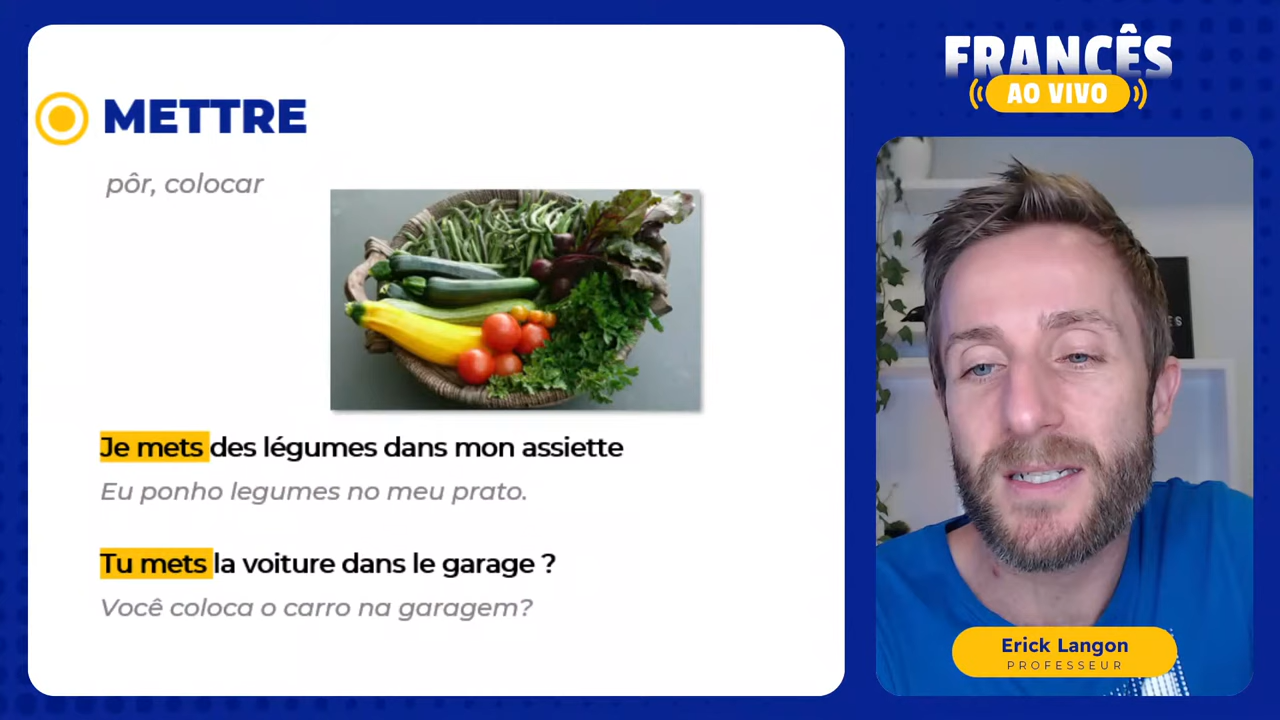 METTRE
pôr, colocar
Je mets des légumes dans mon assiette
Eu ponho legumes no meu prato.
Tu mets la voiture dans le garage ?
Você coloca o carro na garagem?
FRANCÊS
AO VIVO
Erick Langon
PROFESSEUR